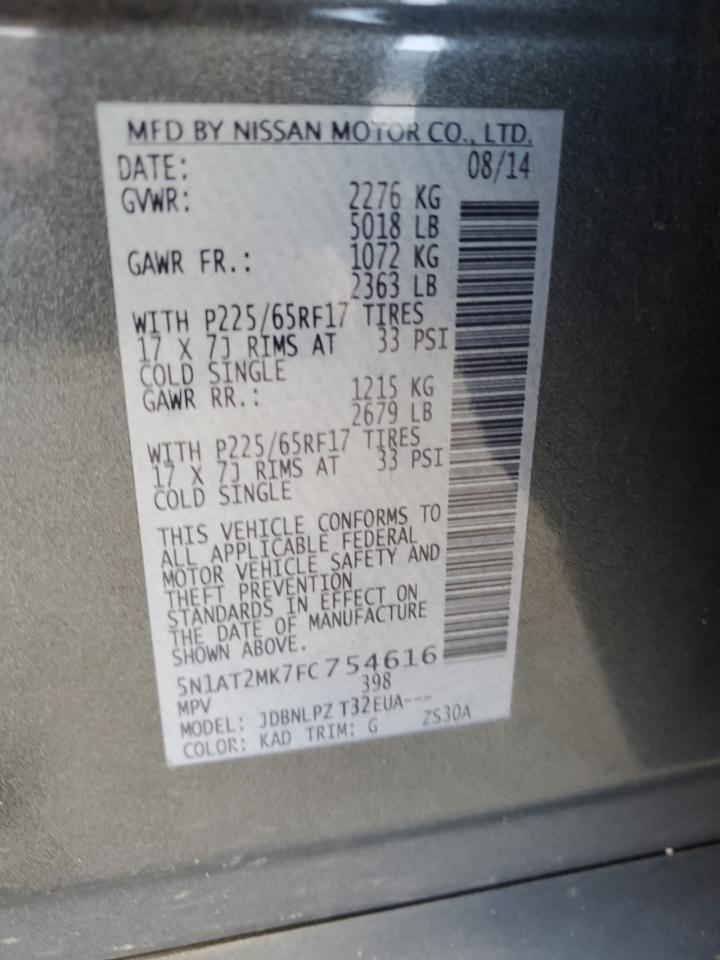 MFD BY NISSAN MOTOR CO., LTD.
DATE: 08/14
GVWR: 2276 KG
5018 LB
GAWR FR.: 1072 KG
2363 LB
WITH P225/65RF17 TIRES
17 X 7J RIMS AT 33 PSI
COLD SINGLE
GAWR RR.: 1215 KG
2679 LB
WITH P225/65RF17 TIRES
17 X 7J RIMS AT 33 PSI
COLD SINGLE
THIS VEHICLE CONFORMS TO
ALL APPLICABLE FEDERAL
MOTOR VEHICLE SAFETY AND
THEFT PREVENTION
STANDARDS IN EFFECT ON
THE DATE OF MANUFACTURE
SHOWN ABOVE.
5N1AT2MK7FC754616
MPV 398
MODEL: JDBNLPZ T32EUA---
COLOR: KAD TRIM: G ZS30A